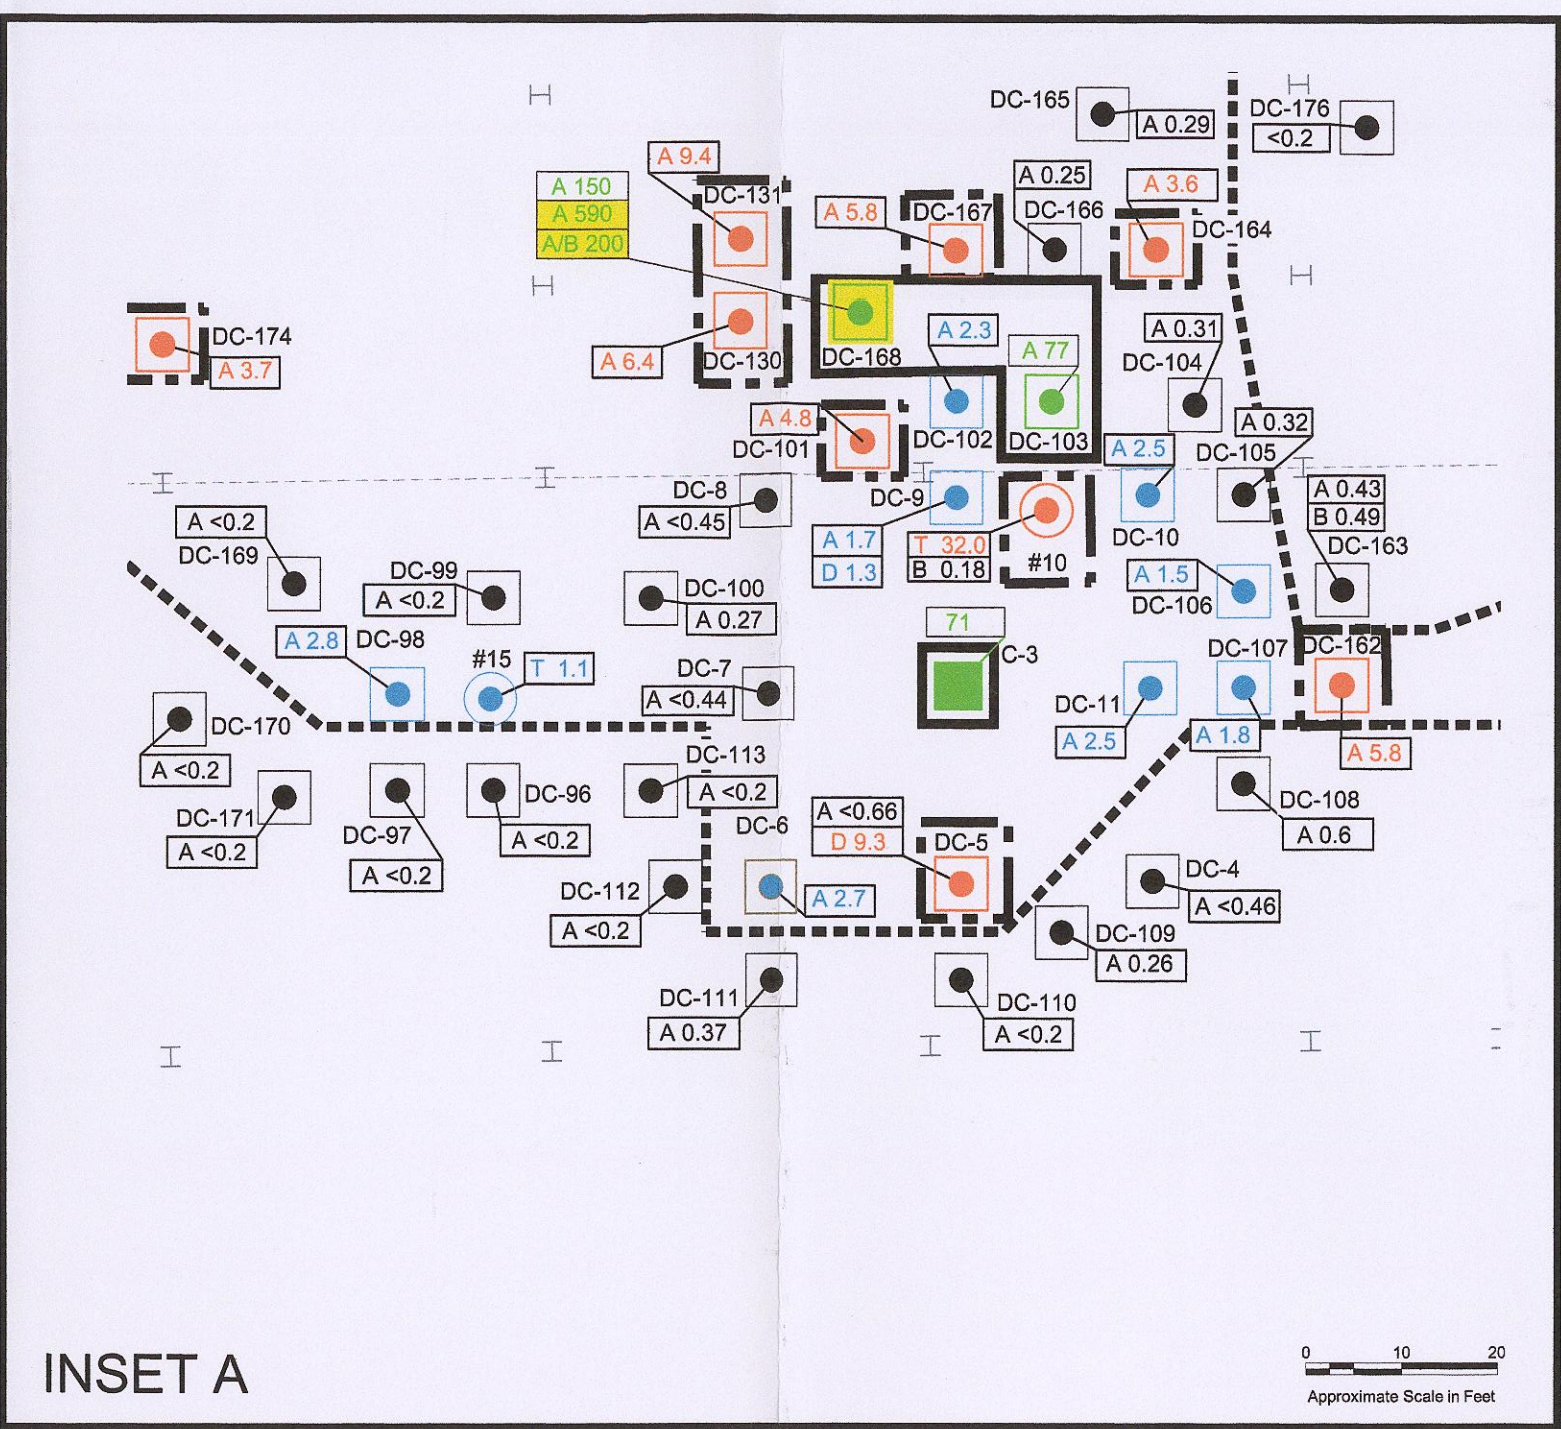 DC-165
A 0.29
DC-176
<0.2
A 9.4
DC-131
A 150
A 590
A/B 200
A 5.8
DC-167
A 0.25
DC-166
A 3.6
DC-164
DC-174
A 3.7
A 6.4
DC-130
DC-168
A 2.3
A 77
A 0.31
DC-104
A 4.8
DC-101
DC-102
DC-103
A 2.5
A 0.32
DC-105
DC-8
A <0.45
DC-9
A 1.7
D 1.3
T 32.0
B 0.18
#10
DC-10
A 0.43
B 0.49
DC-163
A <0.2
DC-169
DC-99
A <0.2
DC-100
A 0.27
A 1.5
DC-106
A 2.8
DC-98
#15
T 1.1
DC-7
A <0.44
71
C-3
DC-11
A 2.5
DC-107
A 1.8
DC-162
A 5.8
DC-170
A <0.2
DC-171
A <0.2
DC-97
A <0.2
DC-96
A <0.2
DC-113
A <0.2
DC-6
A 2.7
A <0.66
D 9.3
DC-5
DC-108
A 0.6
DC-4
A <0.46
DC-112
A <0.2
DC-109
A 0.26
DC-111
A 0.37
DC-110
A <0.2
INSET A
0 10 20
Approximate Scale in Feet